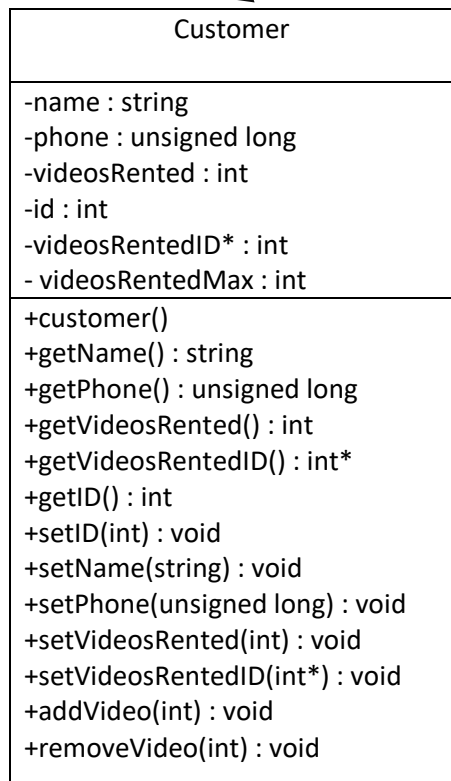 Customer
-name : string
-phone : unsigned long
-videosRented : int
-id : int
-videosRentedID* : int
- videosRentedMax : int
+customer()
+getName() : string
+getPhone() : unsigned long
+getVideosRented() : int
+getVideosRentedID() : int*
+getID() : int
+setID(int) : void
+setName(string) : void
+setPhone(unsigned long) : void
+setVideosRented(int) : void
+setVideosRentedID(int*) : void
+addVideo(int) : void
+removeVideo(int) : void